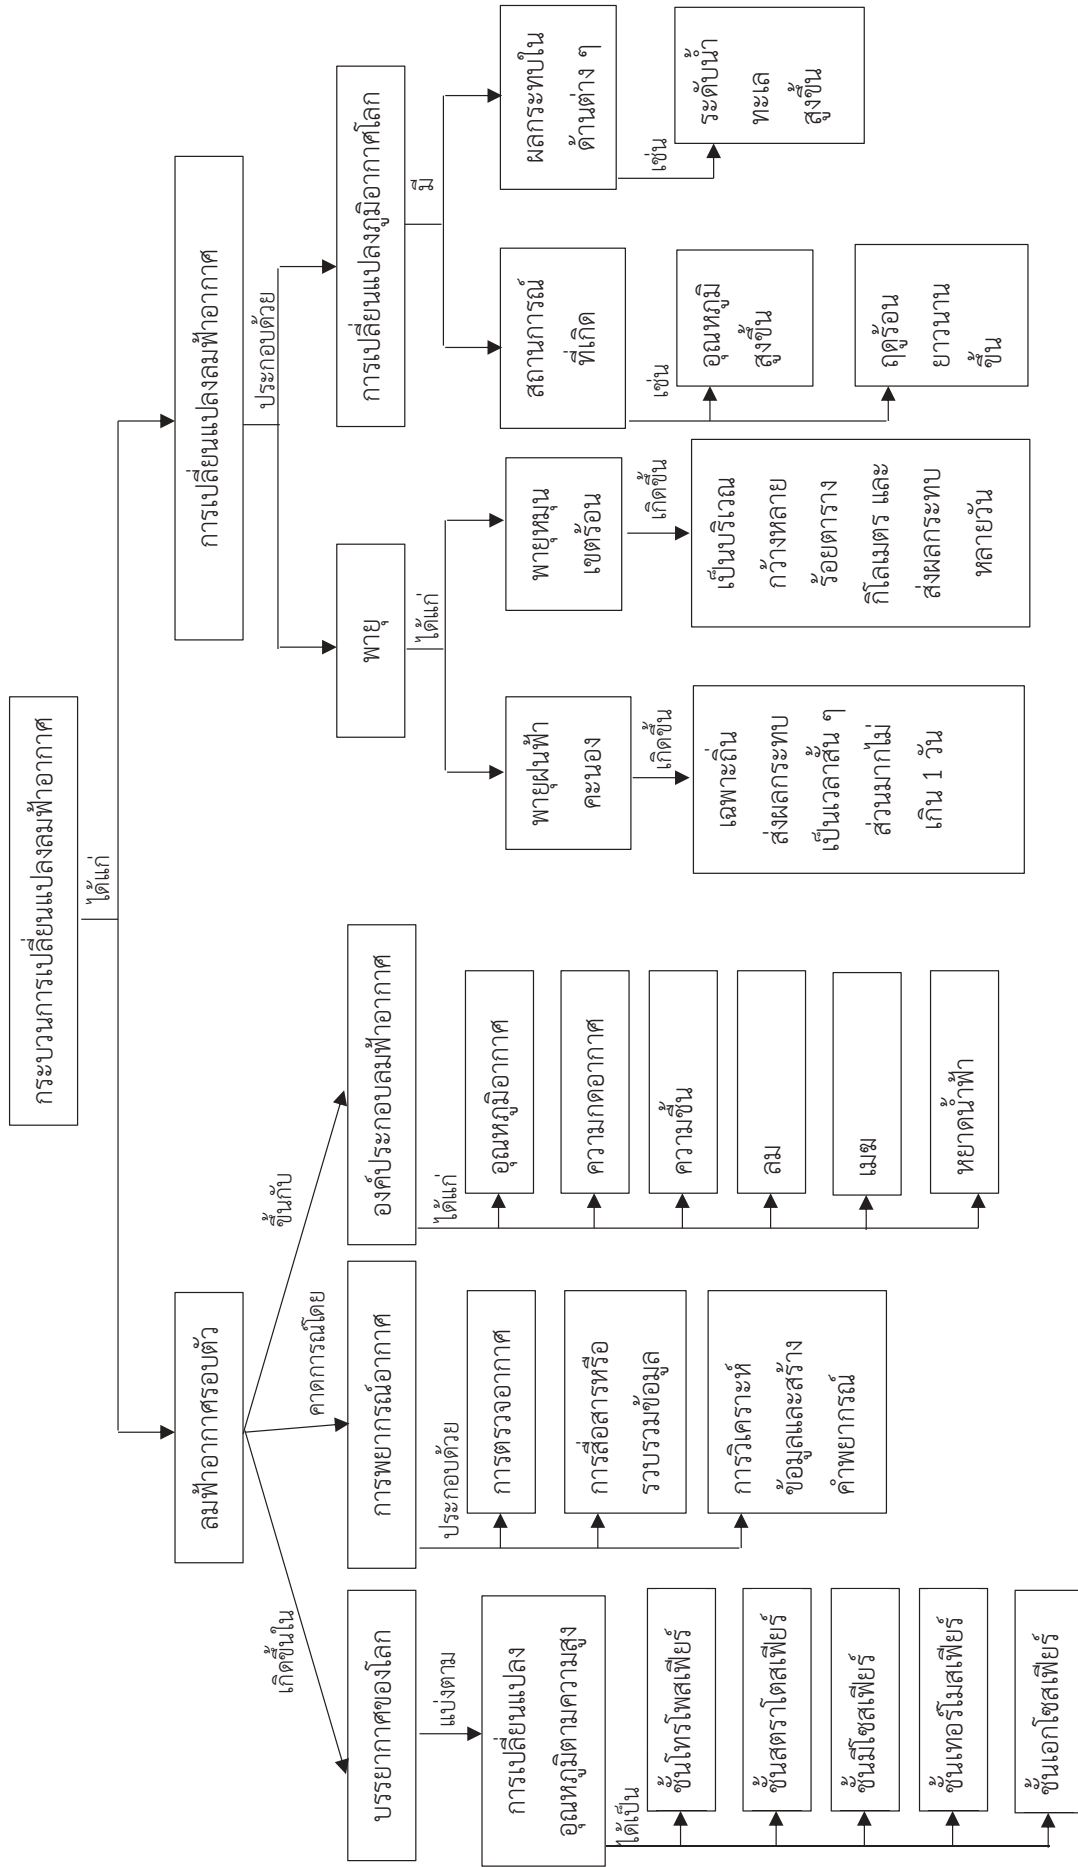 กระบวนการเปลี่ยนแปลงลมฟ้าอากาศ
ได้แก่
ลมฟ้าอากาศรอบตัว
การเปลี่ยนแปลงลมฟ้าอากาศ
เกิดขึ้นใน
คาดการณ์โดย
ขึ้นกับ
ประกอบด้วย
บรรยากาศของโลก
การพยากรณ์อากาศ
องค์ประกอบลมฟ้าอากาศ
พายุ
การเปลี่ยนแปลงภูมิอากาศโลก
แบ่งตาม
ประกอบด้วย
ได้แก่
ได้แก่
มี
การเปลี่ยนแปลง
อุณหภูมิตามความสูง
ได้เป็น
ชั้นโทรโพสเฟียร์
ชั้นสตราโตสเฟียร์
ชั้นมีโซสเฟียร์
ชั้นเทอร์โมสเฟียร์
ชั้นเอกโซสเฟียร์
การตรวจอากาศ
การสื่อสารหรือ
รวบรวมข้อมูล
การวิเคราะห์
ข้อมูลและสร้าง
คำพยากรณ์
อุณหภูมิอากาศ
ความกดอากาศ
ความชื้น
ลม
เมฆ
หยาดน้ำฟ้า
พายุฝนฟ้า
คะนอง
เกิดขึ้น
เฉพาะถิ่น
ส่งผลกระทบ
เป็นเวลาสั้น ๆ
ส่วนมากไม่
เกิน 1 วัน
พายุหมุน
เขตร้อน
เกิดขึ้น
เป็นบริเวณ
กว้างหลาย
ร้อยตาราง
กิโลเมตร และ
ส่งผลกระทบ
หลายวัน
สถานการณ์
ที่เกิด
เช่น
อุณหภูมิ
สูงขึ้น
ฤดูร้อน
ยาวนาน
ขึ้น
ผลกระทบใน
ด้านต่าง ๆ
เช่น
ระดับน้ำ
ทะเล
สูงขึ้น